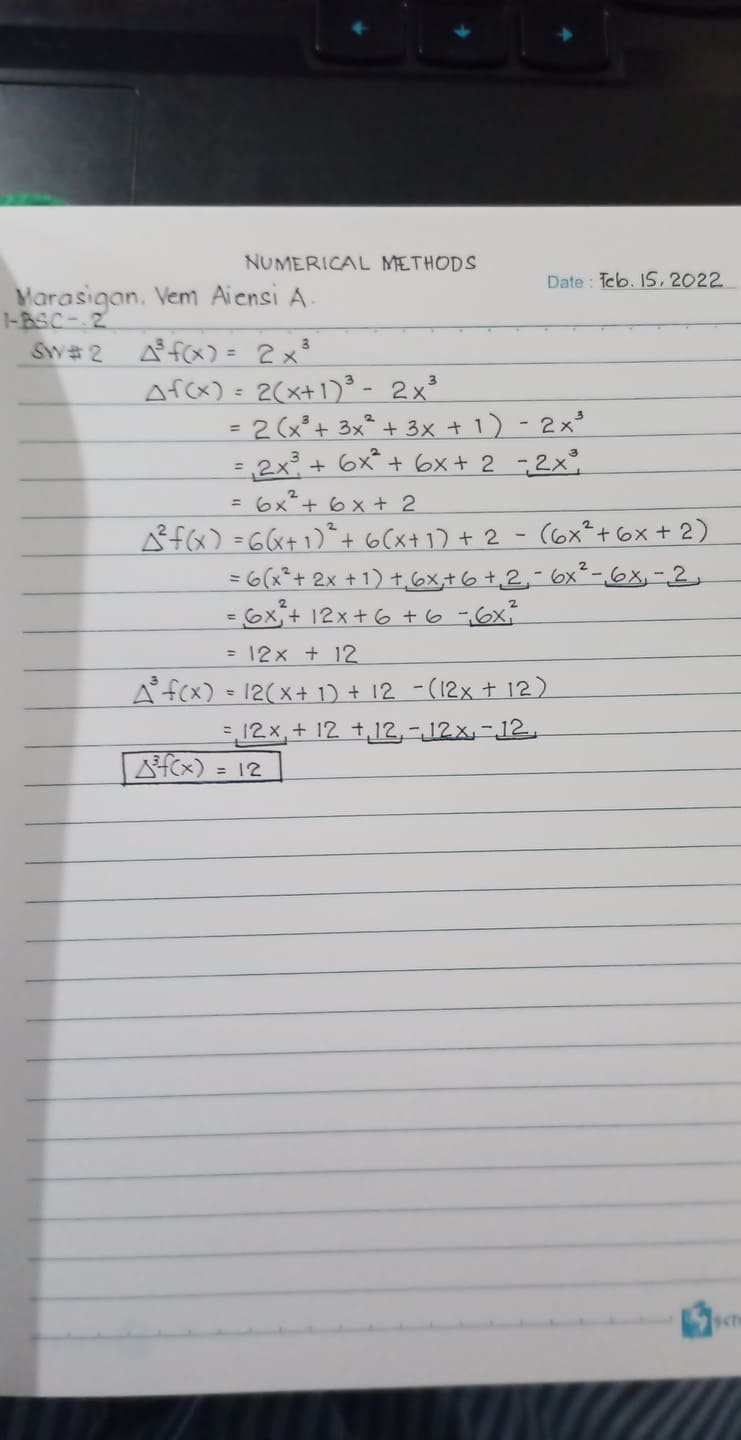 NUMERICAL METHODS
Date : Feb. 15, 2022
Marasigan, Vem Aiensi A.
1-BSC-.2
SW#2 Δ³f(x) = 2x³
Δf(x) = 2(x+1)³ - 2x³
= 2(x³ + 3x² + 3x + 1) - 2x³
= 2x³ + 6x² + 6x + 2 - 2x³
= 6x² + 6x + 2
Δ²f(x) = 6(x+1)² + 6(x+1) + 2 - (6x² + 6x + 2)
= 6(x² + 2x + 1) + 6x + 6 + 2 - 6x² - 6x - 2
= 6x² + 12x + 6 + 6 - 6x²
= 12x + 12
Δ³f(x) = 12(x+1) + 12 - (12x + 12)
= 12x + 12 + 12 - 12x - 12
Δ³f(x) = 12